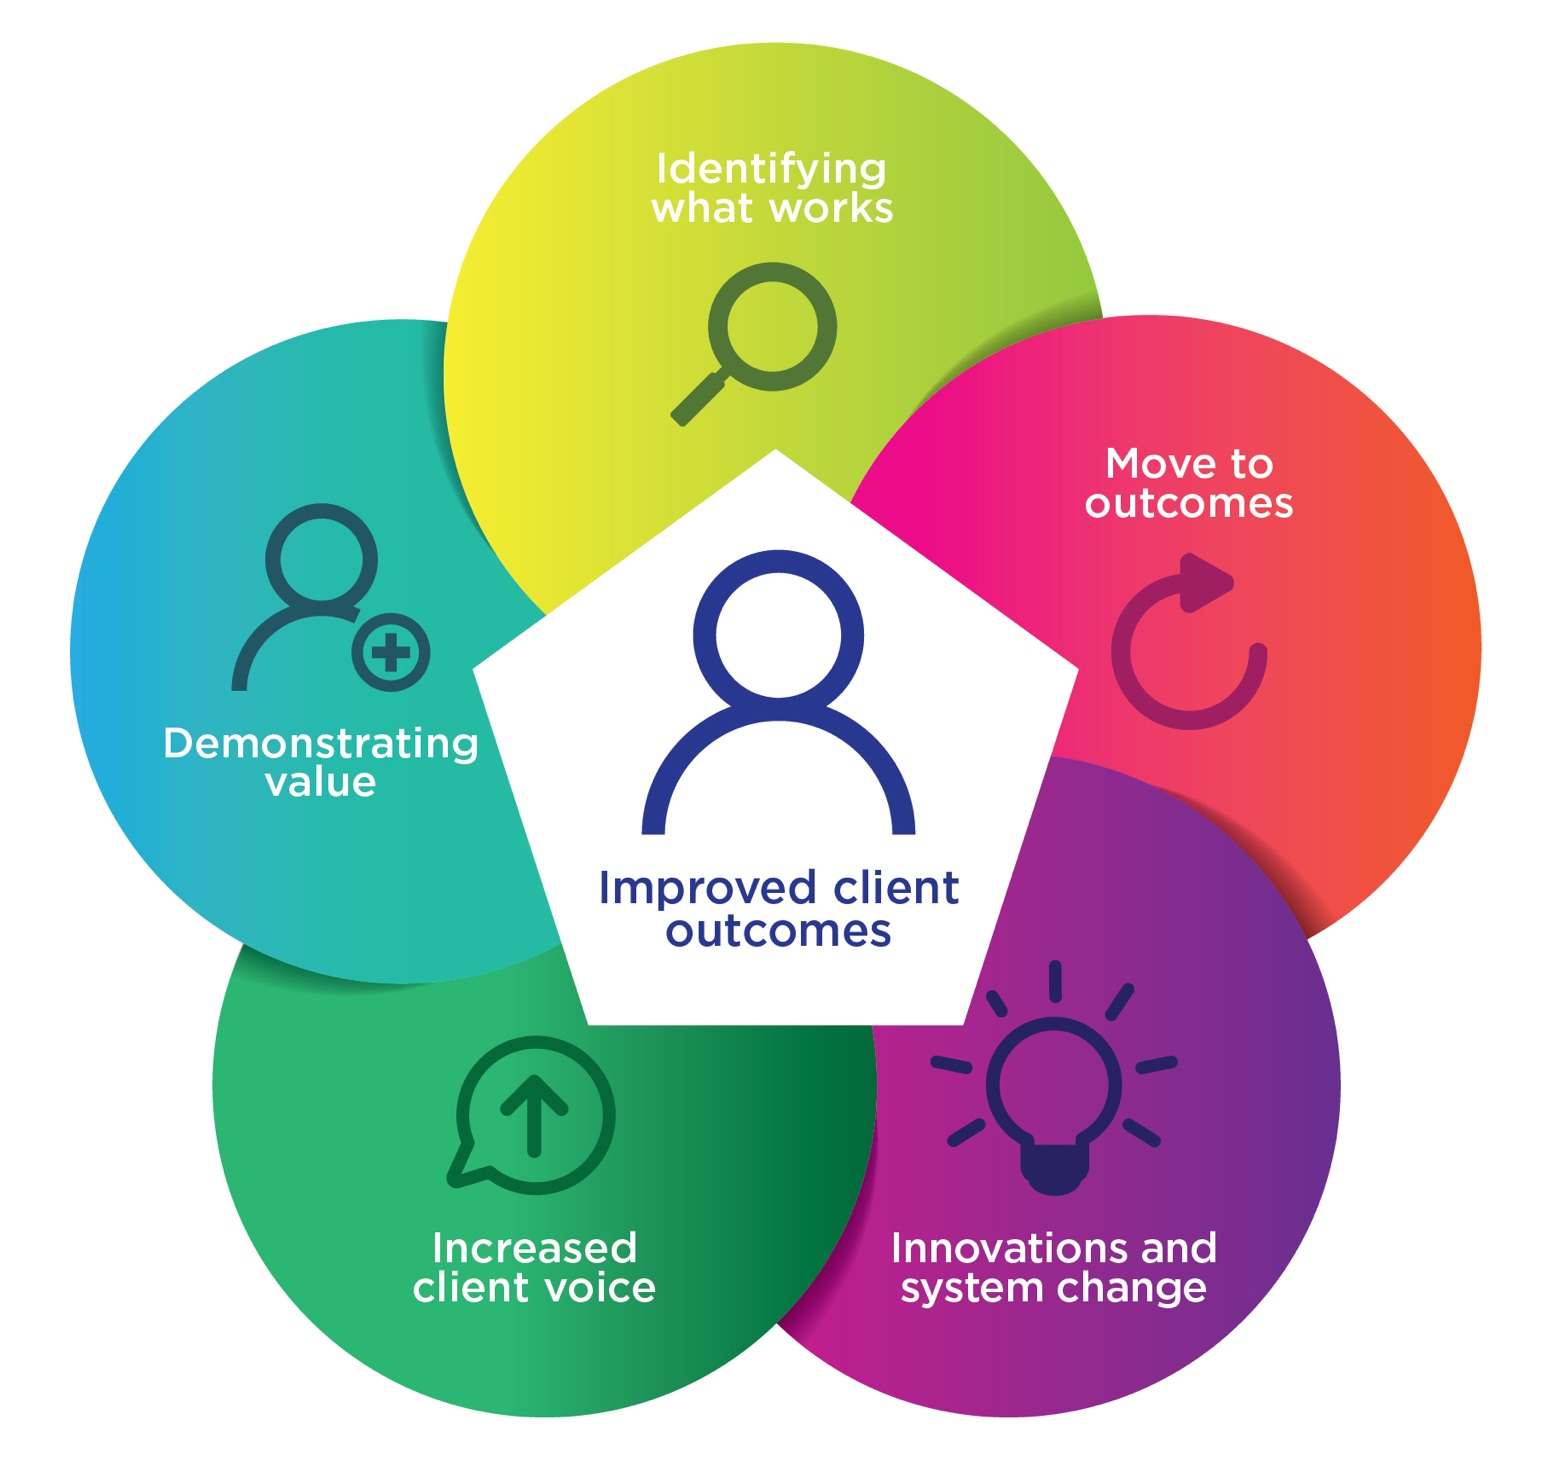 Identifying
what works
Move to
outcomes
Demonstrating
value
Improved client
outcomes
Increased
client voice
Innovations and
system change